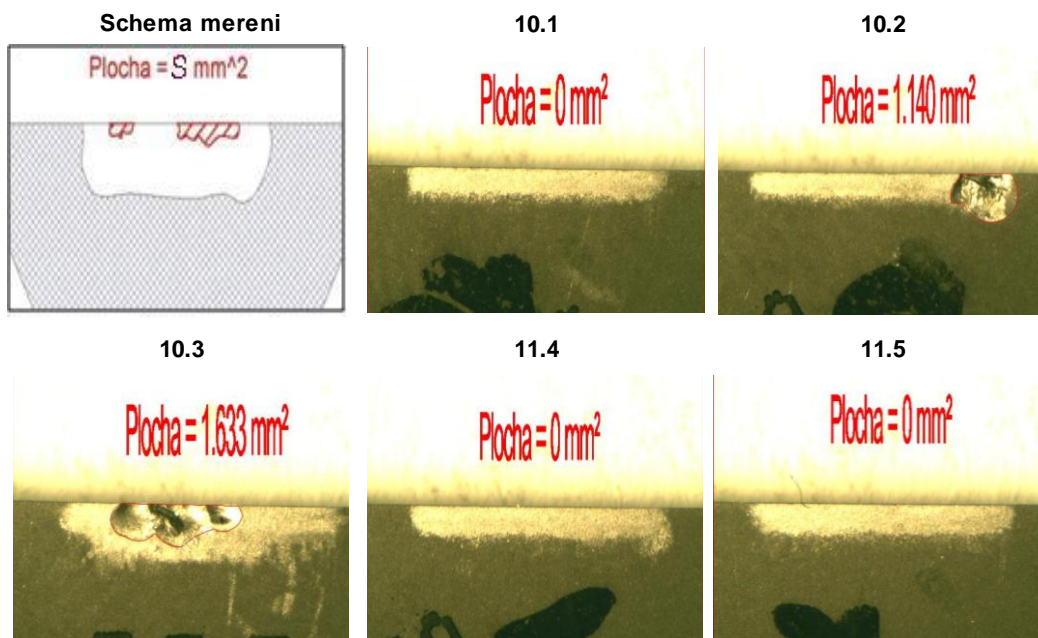 Schema mereni
10.1
10.2
Plocha = S mm^2
Plocha = 0 mm²
Plocha = 1.140 mm²
10.3
11.4
11.5
Plocha = 1.633 mm²
Plocha = 0 mm²
Plocha = 0 mm²